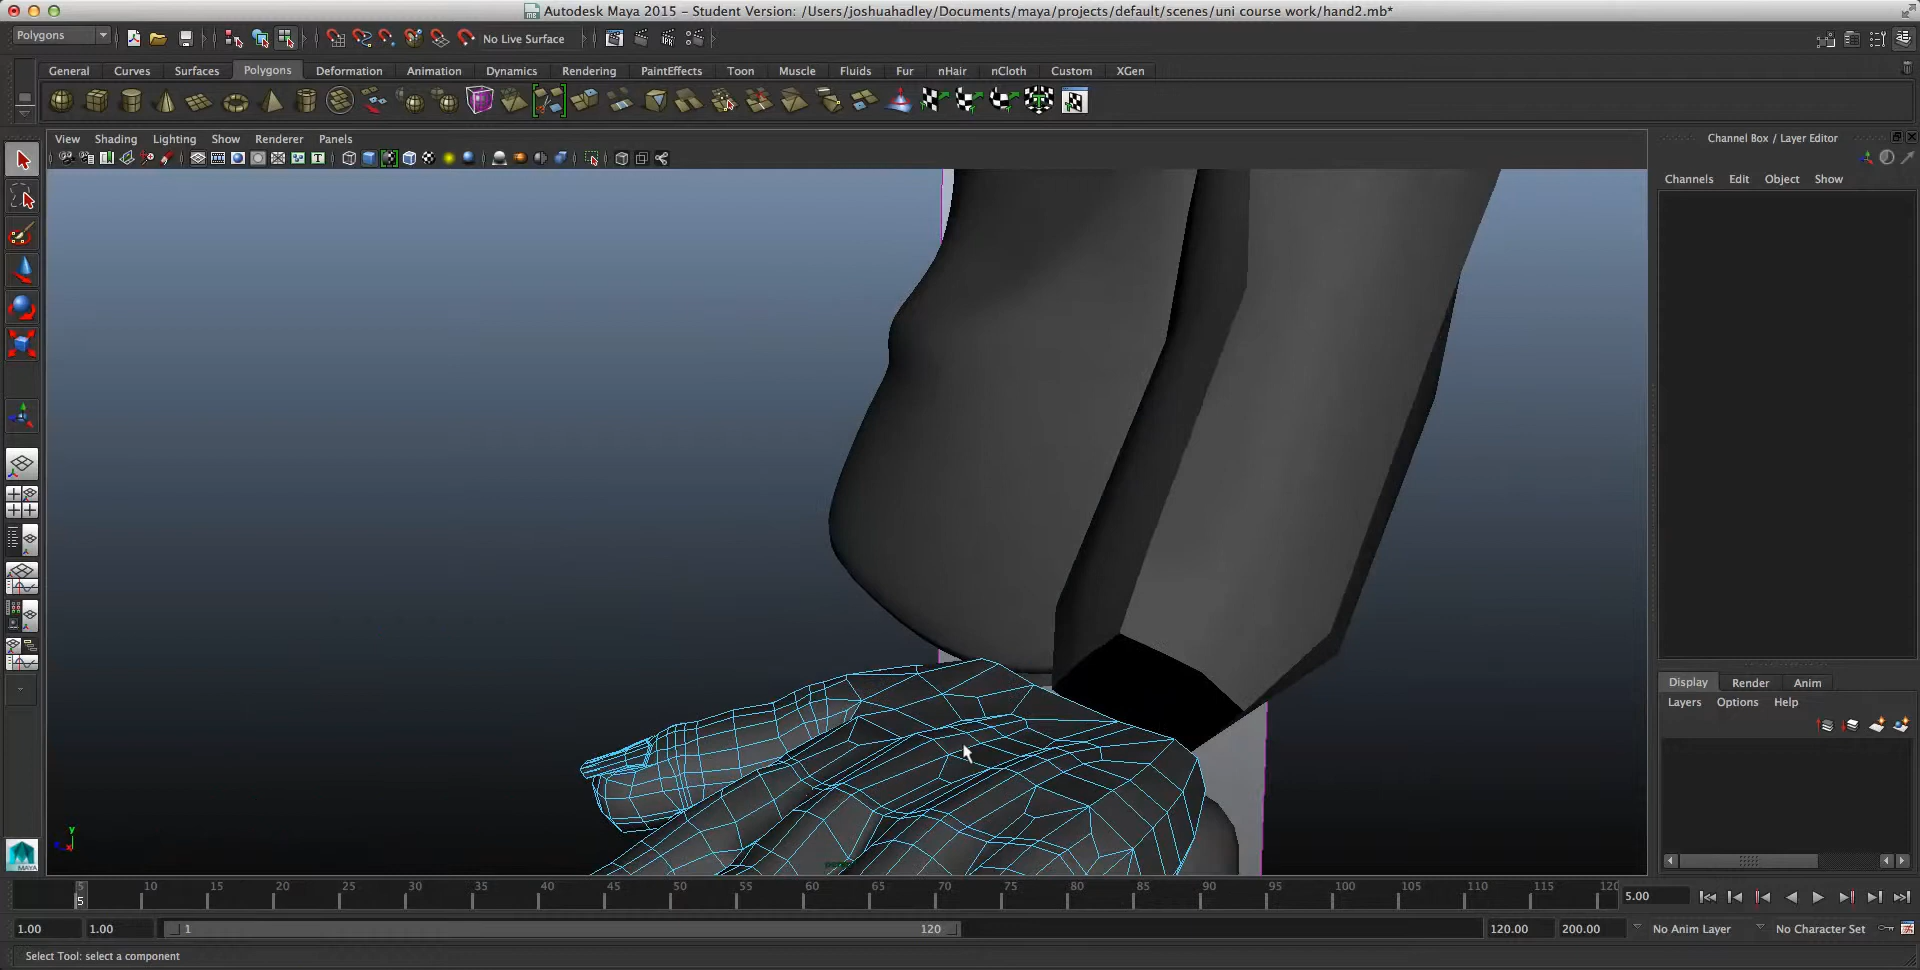 Autodesk Maya 2015 - Student Version: /Users/joshuahadley/Documents/maya/projects/default/scenes/uni course work/hand2.mb*
Polygons
No Live Surface
General Curves Surfaces Polygons Deformation Animation Dynamics Rendering PaintEffects Toon Muscle Fluids Fur nHair nCloth Custom XGen
View Shading Lighting Show Renderer Panels
Channel Box / Layer Editor
Channels Edit Object Show
Display Render Anim
Layers Options Help
y
MAYA
5 10 15 20 25 30 35 40 45 50 55 60 65 70 75 80 85 90 95 100 105 110 115 120
5
5.00
1.00 1.00 1 120 120.00 200.00 No Anim Layer No Character Set
Select Tool: select a component